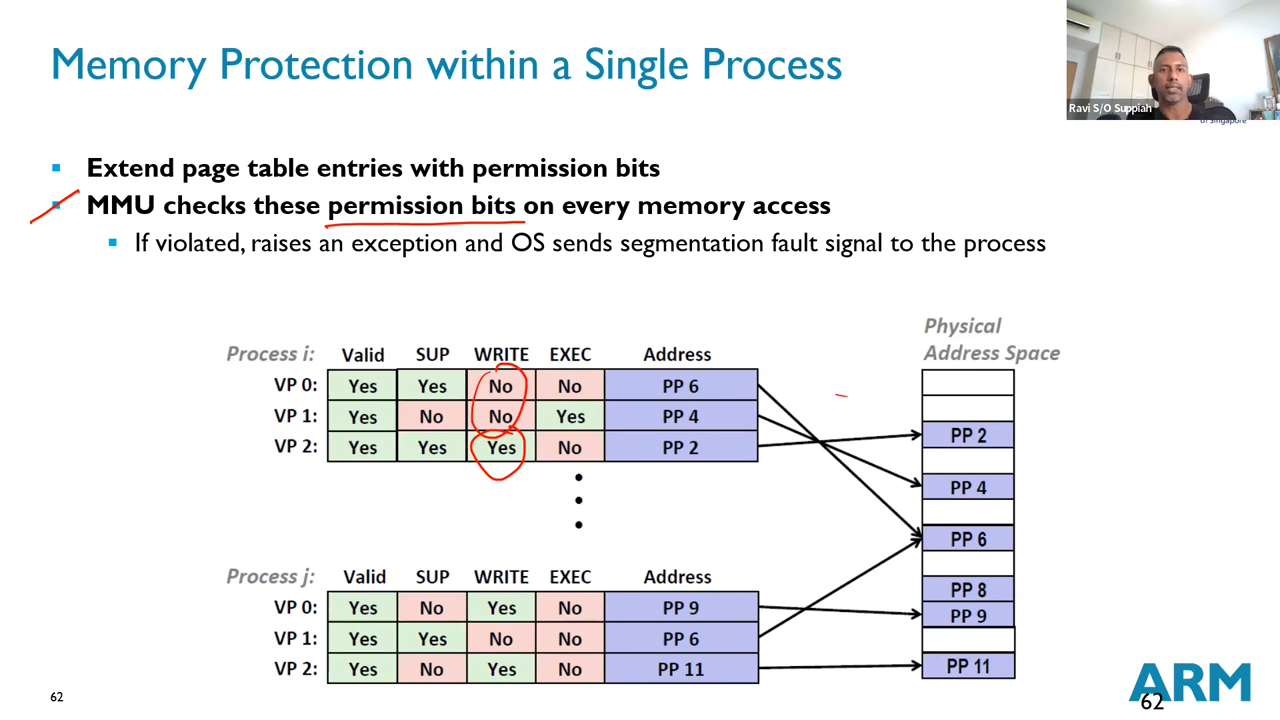 Memory Protection within a Single Process
Ravi S/O Suppiah
of Singapore
Extend page table entries with permission bits
MMU checks these permission bits on every memory access
If violated, raises an exception and OS sends segmentation fault signal to the process
Physical
Address Space
Process i: Valid SUP WRITE EXEC Address
VP 0: Yes Yes No No PP 6
VP 1: Yes No No Yes PP 4
VP 2: Yes Yes Yes No PP 2
PP 2
PP 4
PP 6
PP 8
PP 9
PP 11
Process j: Valid SUP WRITE EXEC Address
VP 0: Yes No Yes No PP 9
VP 1: Yes Yes No No PP 6
VP 2: Yes No Yes No PP 11
62
ARM
62